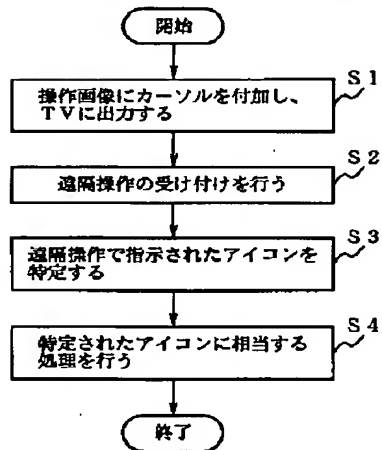 開始
S1
操作画像にカーソルを付加し、
TVに出力する
S2
遠隔操作の受け付けを行う
S3
遠隔操作で指示されたアイコンを
特定する
S4
特定されたアイコンに相当する
処理を行う
終了